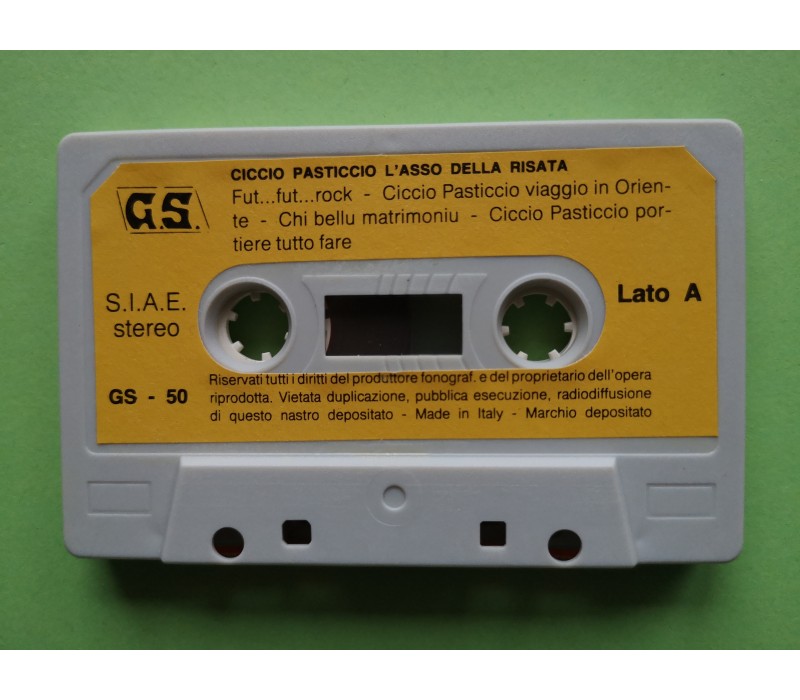 CICCIO PASTICCIO L'ASSO DELLA RISATA
G.S.
Fut...fut...rock - Ciccio Pasticcio viaggio in Orien-
te - Chi bellu matrimoniu - Ciccio Pasticcio por-
tiere tutto fare
S.I.A.E.
stereo
Lato A
GS - 50
Riservati tutti i diritti del produttore fonograf. e del proprietario dell'opera
riprodotta. Vietata duplicazione, pubblica esecuzione, radiodiffusione
di questo nastro depositato - Made in Italy - Marchio depositato